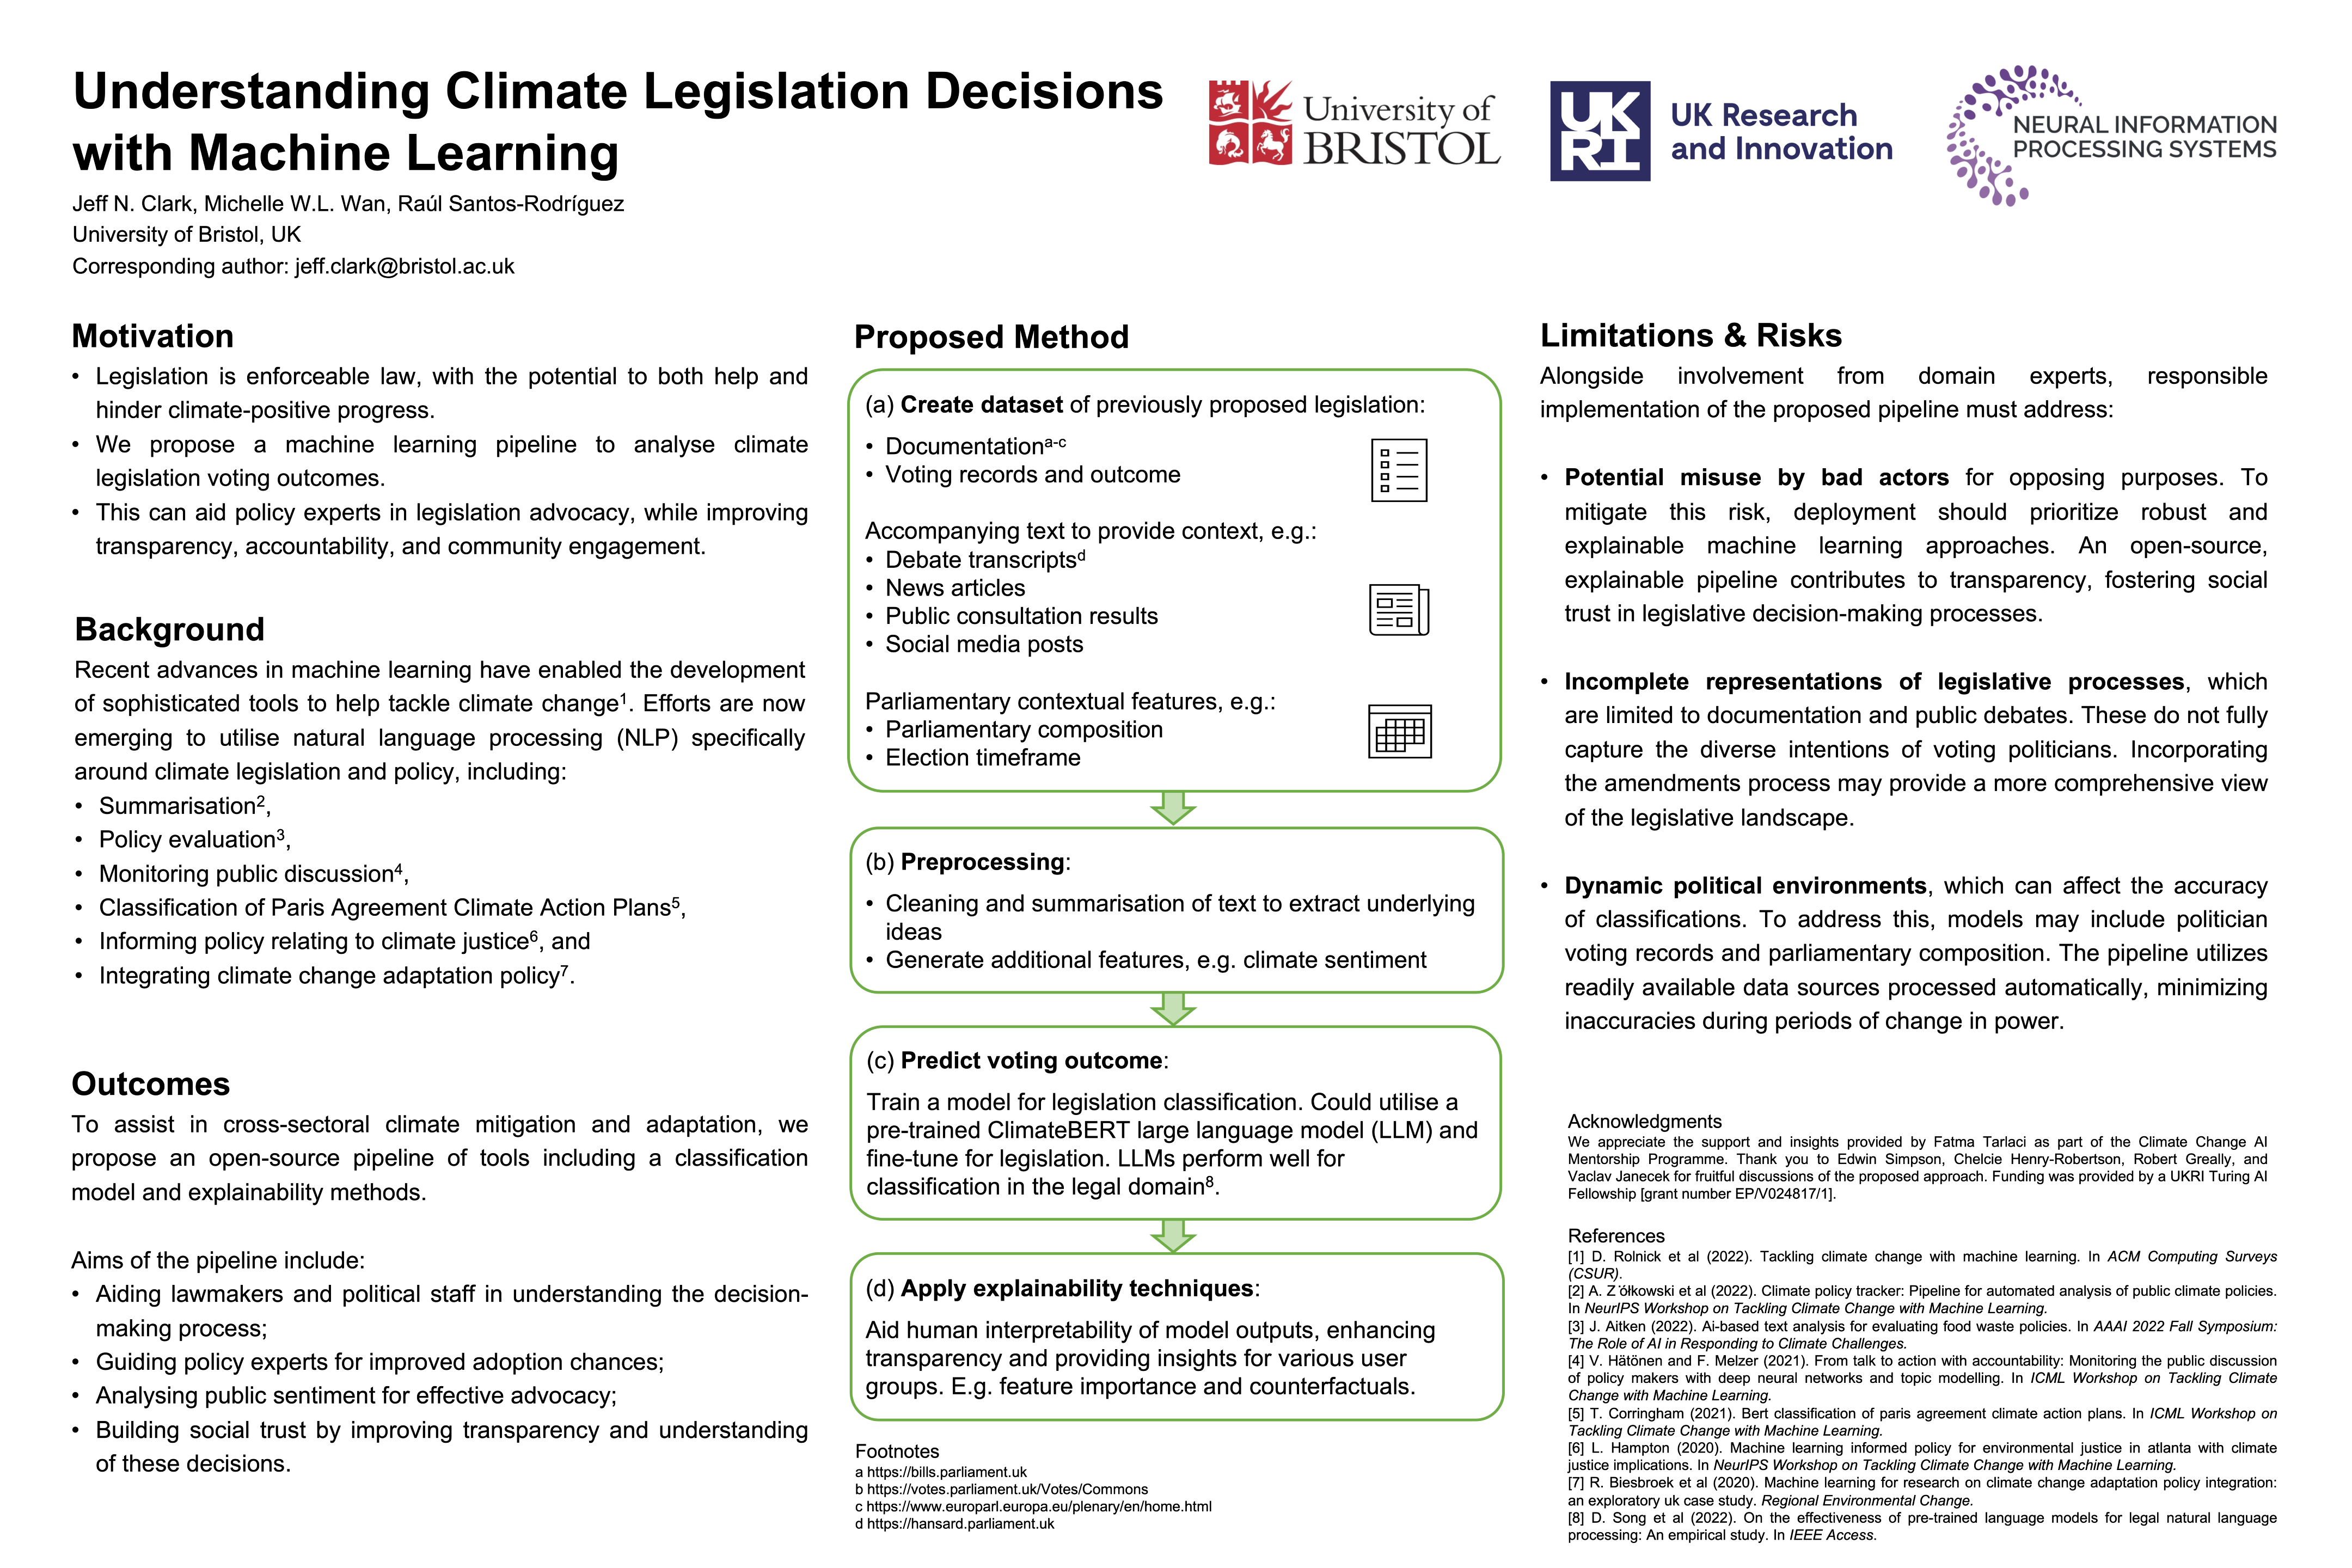 Understanding Climate Legislation Decisions
with Machine Learning
Jeff N. Clark, Michelle W.L. Wan, Raúl Santos-Rodríguez
University of Bristol, UK
Corresponding author: jeff.clark@bristol.ac.uk
University of
BRISTOL
UK
RI
UK Research
and Innovation
NEURAL INFORMATION
PROCESSING SYSTEMS
Motivation
• Legislation is enforceable law, with the potential to both help and
hinder climate-positive progress.
• We propose a machine learning pipeline to analyse climate
legislation voting outcomes.
• This can aid policy experts in legislation advocacy, while improving
transparency, accountability, and community engagement.
Background
Recent advances in machine learning have enabled the development
of sophisticated tools to help tackle climate change¹. Efforts are now
emerging to utilise natural language processing (NLP) specifically
around climate legislation and policy, including:
• Summarisation²,
• Policy evaluation³,
• Monitoring public discussion⁴,
• Classification of Paris Agreement Climate Action Plans⁵,
• Informing policy relating to climate justice⁶, and
• Integrating climate change adaptation policy⁷.
Outcomes
To assist in cross-sectoral climate mitigation and adaptation, we
propose an open-source pipeline of tools including a classification
model and explainability methods.
Aims of the pipeline include:
• Aiding lawmakers and political staff in understanding the decision-
making process;
• Guiding policy experts for improved adoption chances;
• Analysing public sentiment for effective advocacy;
• Building social trust by improving transparency and understanding
of these decisions.
Proposed Method
(a) Create dataset of previously proposed legislation:
• Documentationᵃ⁻ᶜ
• Voting records and outcome
Accompanying text to provide context, e.g.:
• Debate transcriptsᵈ
• News articles
• Public consultation results
• Social media posts
Parliamentary contextual features, e.g.:
• Parliamentary composition
• Election timeframe
(b) Preprocessing:
• Cleaning and summarisation of text to extract underlying
ideas
• Generate additional features, e.g. climate sentiment
(c) Predict voting outcome:
Train a model for legislation classification. Could utilise a
pre-trained ClimateBERT large language model (LLM) and
fine-tune for legislation. LLMs perform well for
classification in the legal domain⁸.
(d) Apply explainability techniques:
Aid human interpretability of model outputs, enhancing
transparency and providing insights for various user
groups. E.g. feature importance and counterfactuals.
Footnotes
a https://bills.parliament.uk
b https://votes.parliament.uk/Votes/Commons
c https://www.europarl.europa.eu/plenary/en/home.html
d https://hansard.parliament.uk
Limitations & Risks
Alongside involvement from domain experts, responsible
implementation of the proposed pipeline must address:
• Potential misuse by bad actors for opposing purposes. To
mitigate this risk, deployment should prioritize robust and
explainable machine learning approaches. An open-source,
explainable pipeline contributes to transparency, fostering social
trust in legislative decision-making processes.
• Incomplete representations of legislative processes, which
are limited to documentation and public debates. These do not fully
capture the diverse intentions of voting politicians. Incorporating
the amendments process may provide a more comprehensive view
of the legislative landscape.
• Dynamic political environments, which can affect the accuracy
of classifications. To address this, models may include politician
voting records and parliamentary composition. The pipeline utilizes
readily available data sources processed automatically, minimizing
inaccuracies during periods of change in power.
Acknowledgments
We appreciate the support and insights provided by Fatma Tarlaci as part of the Climate Change AI
Mentorship Programme. Thank you to Edwin Simpson, Chelcie Henry-Robertson, Robert Greally, and
Vaclav Janecek for fruitful discussions of the proposed approach. Funding was provided by a UKRI Turing AI
Fellowship [grant number EP/V024817/1].
References
[1] D. Rolnick et al (2022). Tackling climate change with machine learning. In ACM Computing Surveys
(CSUR).
[2] A. Z ˙ółkowski et al (2022). Climate policy tracker: Pipeline for automated analysis of public climate policies.
In NeurIPS Workshop on Tackling Climate Change with Machine Learning.
[3] J. Aitken (2022). Ai-based text analysis for evaluating food waste policies. In AAAI 2022 Fall Symposium:
The Role of AI in Responding to Climate Challenges.
[4] V. Hätönen and F. Melzer (2021). From talk to action with accountability: Monitoring the public discussion
of policy makers with deep neural networks and topic modelling. In ICML Workshop on Tackling Climate
Change with Machine Learning.
[5] T. Corringham (2021). Bert classification of paris agreement climate action plans. In ICML Workshop on
Tackling Climate Change with Machine Learning.
[6] L. Hampton (2020). Machine learning informed policy for environmental justice in atlanta with climate
justice implications. In NeurIPS Workshop on Tackling Climate Change with Machine Learning.
[7] R. Biesbroek et al (2020). Machine learning for research on climate change adaptation policy integration:
an exploratory uk case study. Regional Environmental Change.
[8] D. Song et al (2022). On the effectiveness of pre-trained language models for legal natural language
processing: An empirical study. In IEEE Access.